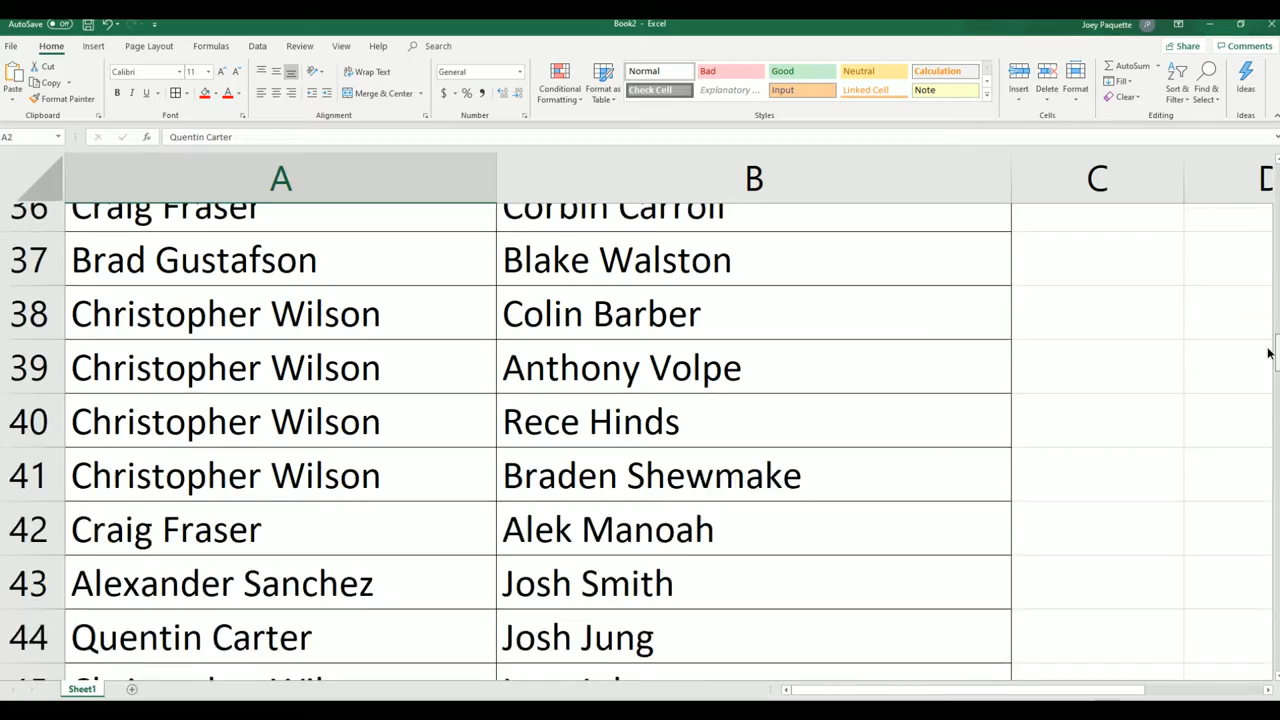 AutoSave Off Book2 - Excel Joey Paquette JP
File Home Insert Page Layout Formulas Data Review View Help Search Share Comments
Paste Cut Copy Format Painter Clipboard
Calibri 11 A A B I U A Font
Wrap Text Merge & Center Alignment
General $ % Number
Conditional Formatting Format as Table
Normal Bad Good Neutral Calculation
Check Cell Explanatory ... Input Linked Cell Note
Styles
Insert Delete Format Cells
AutoSum Fill Clear Sort & Filter Find & Select Editing
Ideas Ideas
A2 fx Quentin Carter
A B C D
36 Craig Fraser Corbin Carroll
37 Brad Gustafson Blake Walston
38 Christopher Wilson Colin Barber
39 Christopher Wilson Anthony Volpe
40 Christopher Wilson Rece Hinds
41 Christopher Wilson Braden Shewmake
42 Craig Fraser Alek Manoah
43 Alexander Sanchez Josh Smith
44 Quentin Carter Josh Jung
Sheet1